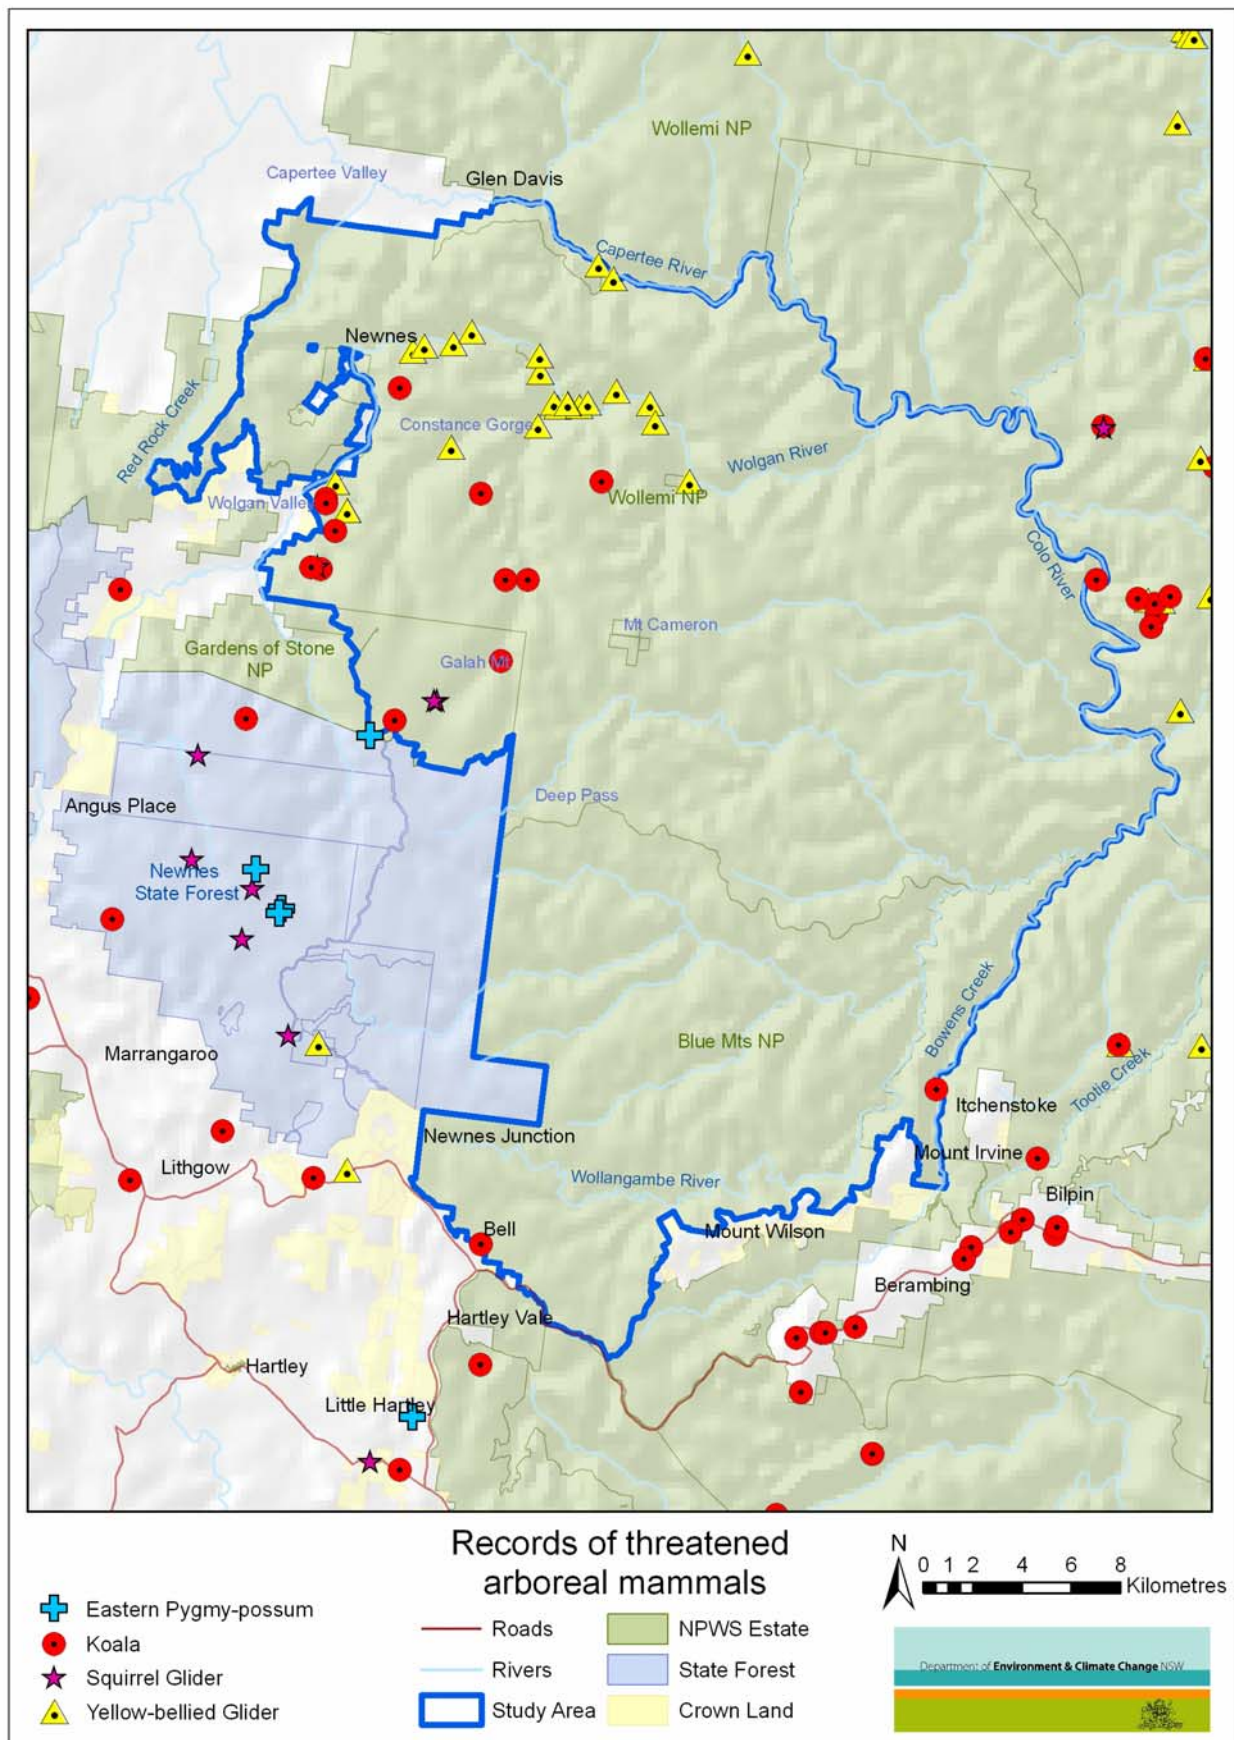 Wollemi NP
Capertee Valley
Glen Davis
Capertee River
Newnes
Red Rock Creek
Constance Gorge
Wolgan River
Wolgan Valley
Wollemi NP
Colo River
Mt Cameron
Gardens of Stone
NP
Galah Mt
Deep Pass
Angus Place
Newnes
State Forest
Bowens Creek
Blue Mts NP
Marrangaroo
Tootie Creek
Itchenstoke
Newnes Junction
Mount Irvine
Lithgow
Wollangambe River
Bilpin
Bell
Mount Wilson
Berambing
Hartley Vale
Hartley
Little Hartley
Records of threatened
arboreal mammals
N
0 1 2 4 6 8
Kilometres
Eastern Pygmy-possum
Koala
Squirrel Glider
Yellow-bellied Glider
Roads
Rivers
Study Area
NPWS Estate
State Forest
Crown Land
Department of Environment & Climate Change NSW